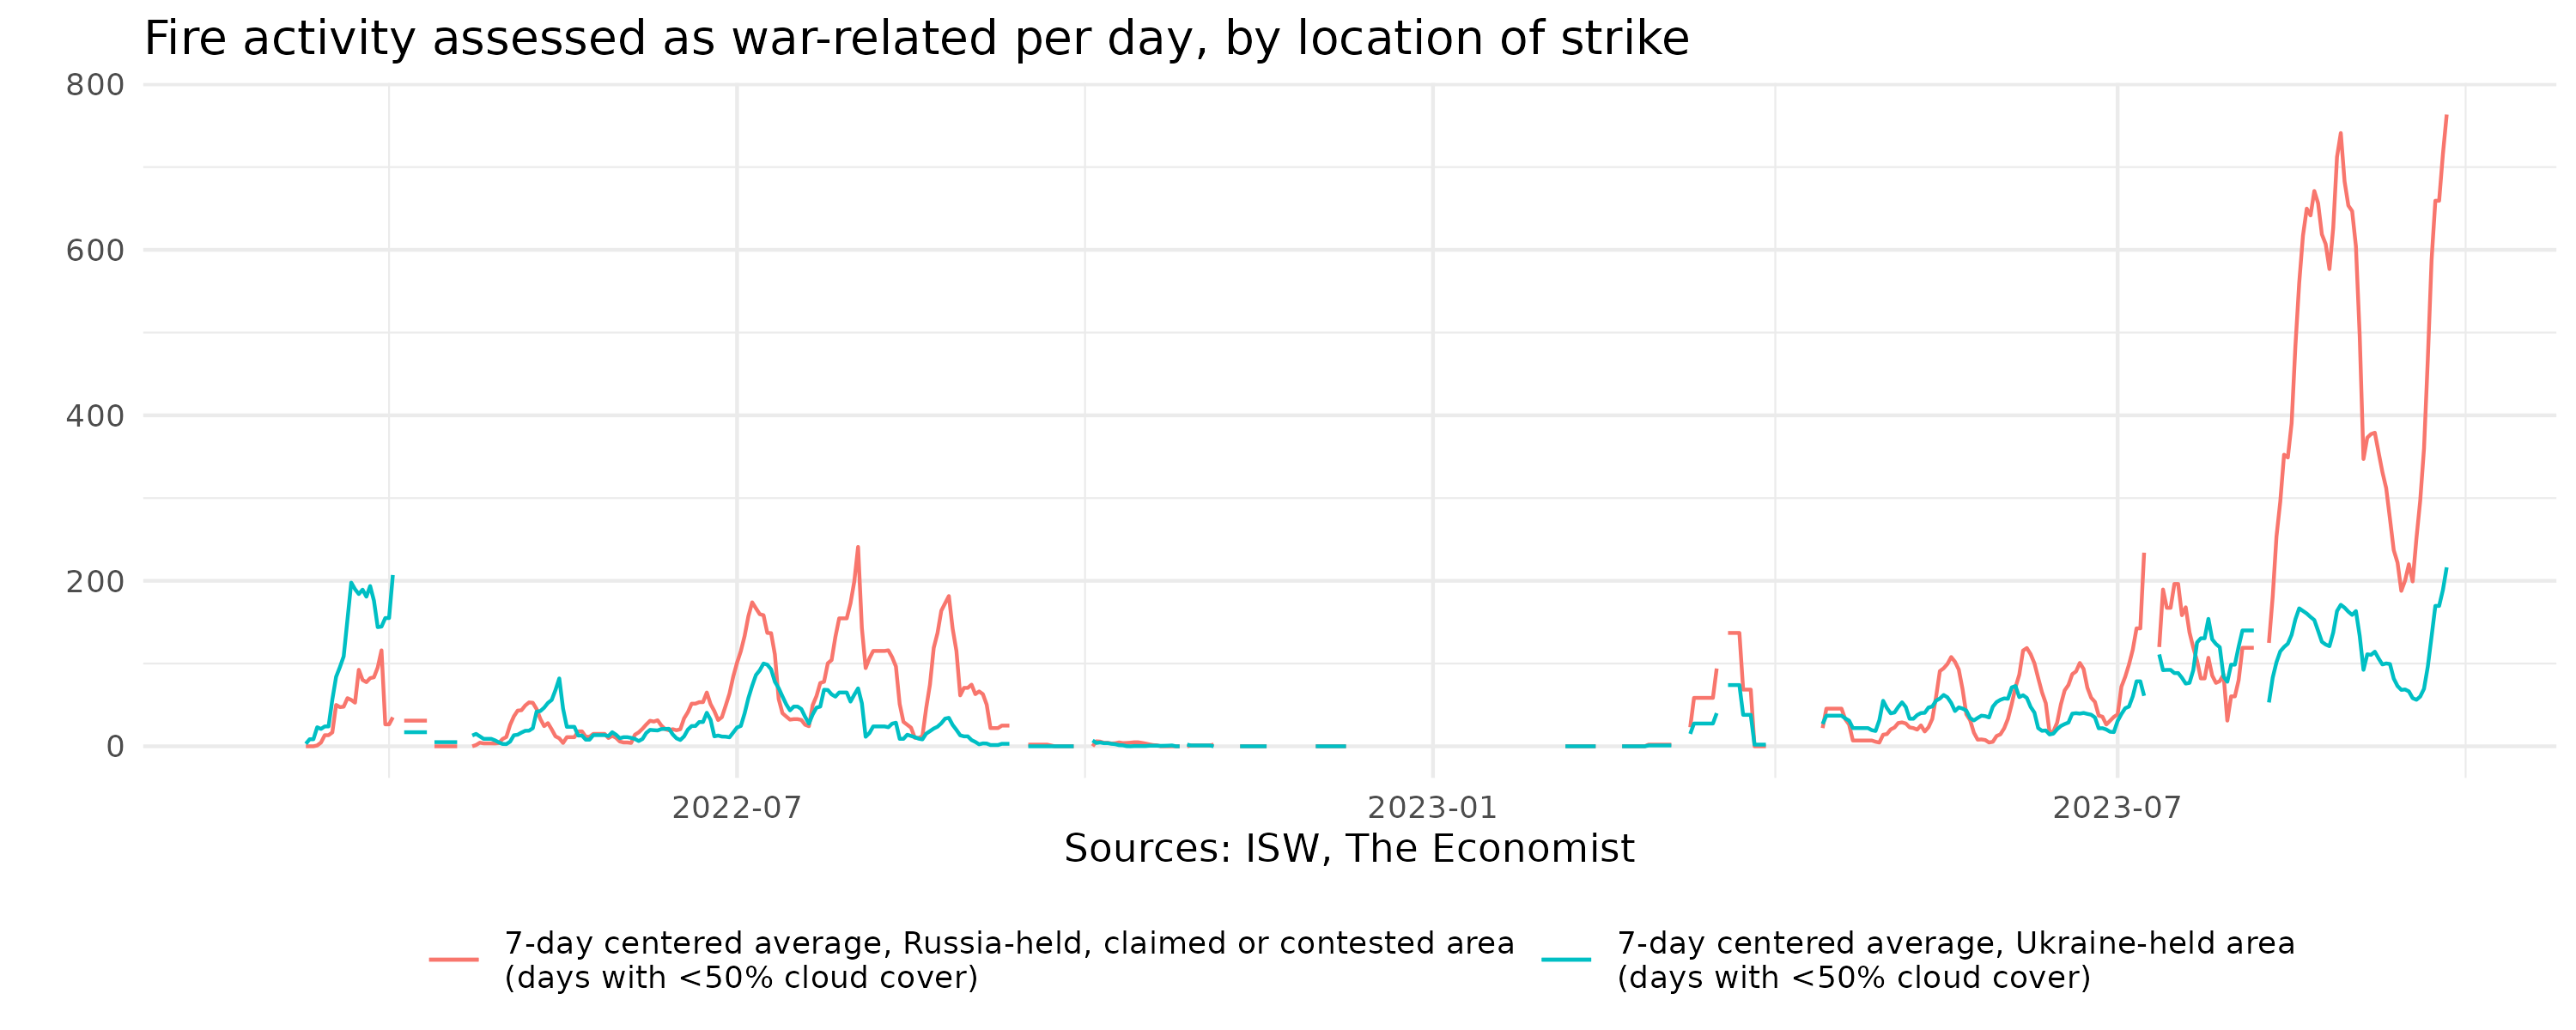 Fire activity assessed as war-related per day, by location of strike
800
600
400
200
0
2022-07
2023-01
2023-07
Sources: ISW, The Economist
7-day centered average, Russia-held, claimed or contested area
(days with <50% cloud cover)
7-day centered average, Ukraine-held area
(days with <50% cloud cover)